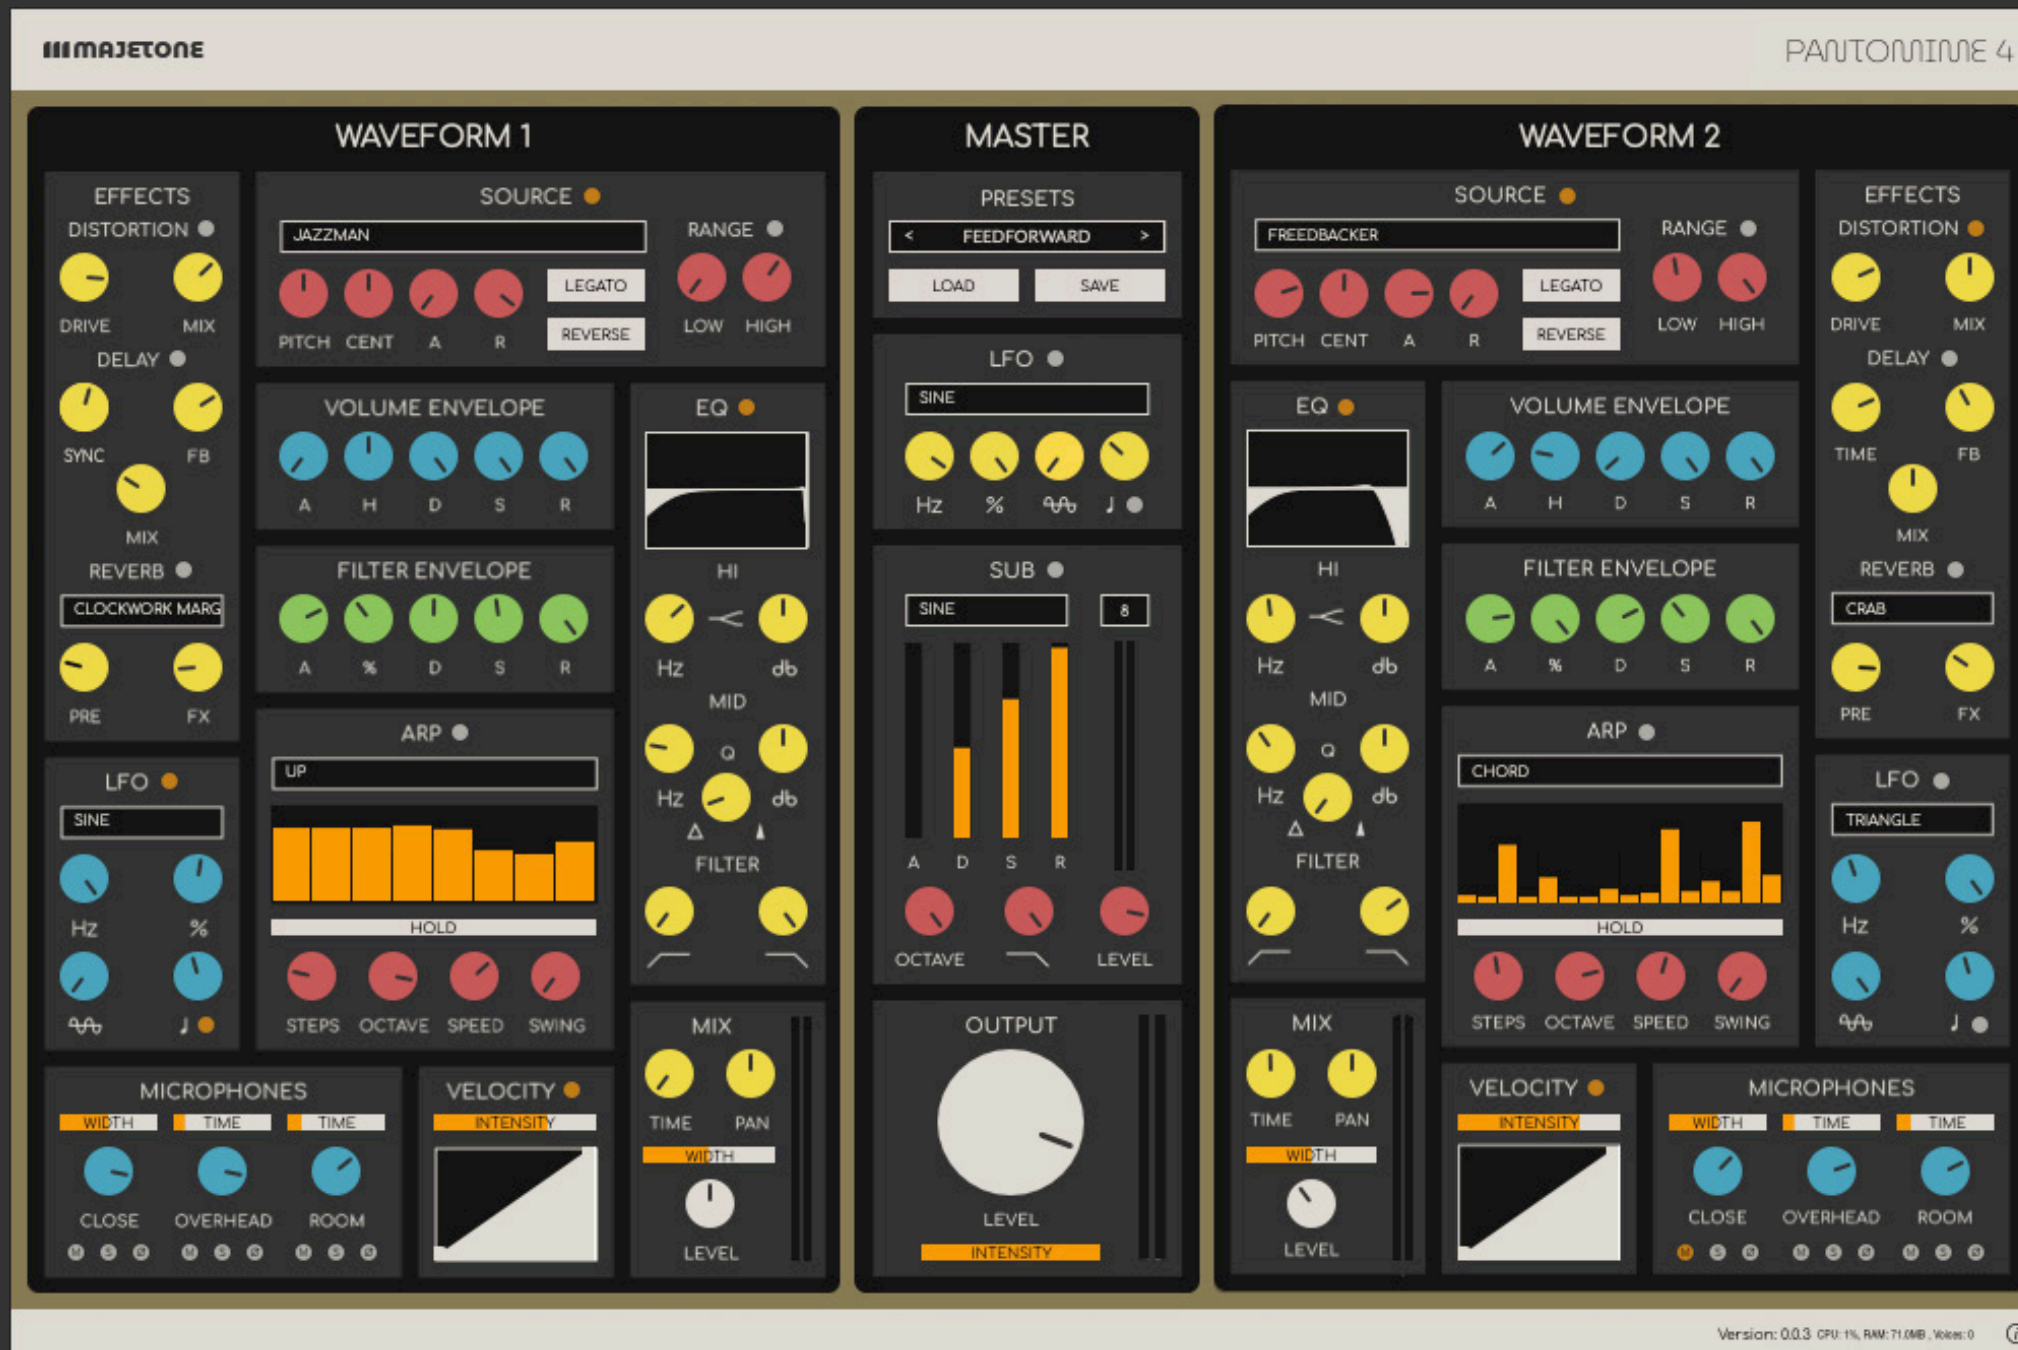 MAJETONE
PANTOMIME 4
WAVEFORM 1
EFFECTS
DISTORTION
DRIVE MIX
DELAY
SYNC FB
MIX
REVERB
CLOCKWORK MARG
PRE FX
LFO
SINE
Hz %
SOURCE
JAZZMAN
PITCH CENT A R
LEGATO
REVERSE
RANGE
LOW HIGH
VOLUME ENVELOPE
A H D S R
FILTER ENVELOPE
A % D S R
ARP
UP
HOLD
STEPS OCTAVE SPEED SWING
EQ
HI
Hz db
MID
Q
Hz db
FILTER
MICROPHONES
WIDTH TIME TIME
CLOSE OVERHEAD ROOM
M S Ø M S Ø M S Ø
VELOCITY
INTENSITY
MIX
TIME PAN
WIDTH
LEVEL
MASTER
PRESETS
< FEEDFORWARD >
LOAD SAVE
LFO
SINE
Hz %
SUB
SINE 8
A D S R
OCTAVE LEVEL
OUTPUT
LEVEL
INTENSITY
WAVEFORM 2
SOURCE
FREEDBACKER
PITCH CENT A R
LEGATO
REVERSE
RANGE
LOW HIGH
EFFECTS
DISTORTION
DRIVE MIX
DELAY
TIME FB
MIX
REVERB
CRAB
PRE FX
EQ
HI
Hz db
MID
Q
Hz db
FILTER
VOLUME ENVELOPE
A H D S R
FILTER ENVELOPE
A % D S R
ARP
CHORD
HOLD
STEPS OCTAVE SPEED SWING
LFO
TRIANGLE
Hz %
MIX
TIME PAN
WIDTH
LEVEL
VELOCITY
INTENSITY
MICROPHONES
WIDTH TIME TIME
CLOSE OVERHEAD ROOM
M S Ø M S Ø M S Ø
Version: 0.0.3 CPU: 1%, RAM: 71.0MB , Voices: 0